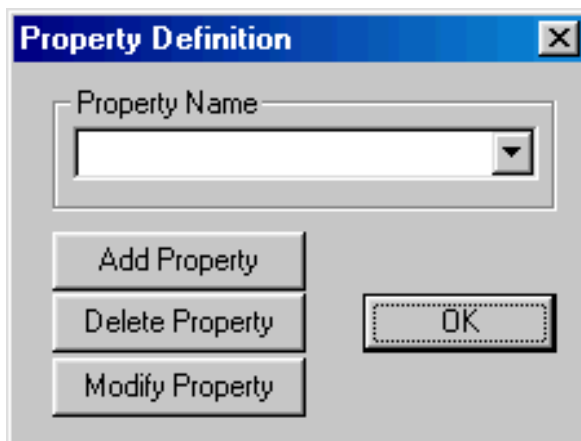 Property Definition
Property Name
Add Property
Delete Property
OK
Modify Property